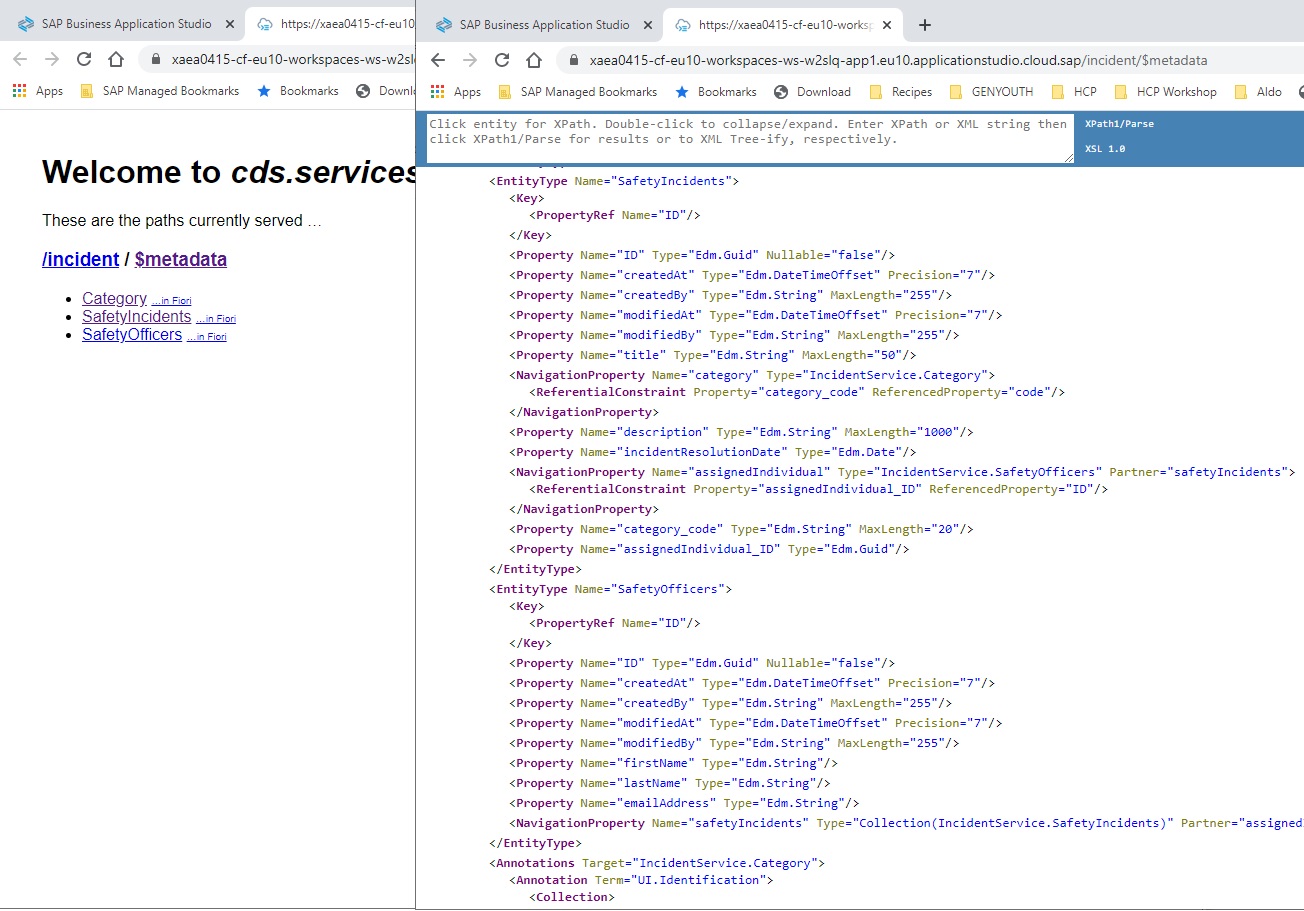 SAP Business Application Studio
https://xaea0415-cf-eu10
xaea0415-cf-eu10-workspaces-ws-w2slq
Apps
SAP Managed Bookmarks
Bookmarks
Downl
Welcome to cds.services
These are the paths currently served …
/incident / $metadata
Category ...in Fiori
SafetyIncidents ...in Fiori
SafetyOfficers ...in Fiori
SAP Business Application Studio
https://xaea0415-cf-eu10-worksp
xaea0415-cf-eu10-workspaces-ws-w2slq-app1.eu10.applicationstudio.cloud.sap/incident/$metadata
Apps
SAP Managed Bookmarks
Bookmarks
Download
Recipes
GENYOUTH
HCP
HCP Workshop
Aldo
Click entity for XPath. Double-click to collapse/expand. Enter XPath or XML string then
click XPath1/Parse for results or to XML Tree-ify, respectively.
XPath1/Parse
XSL 1.0
<EntityType Name="SafetyIncidents">
<Key>
<PropertyRef Name="ID"/>
</Key>
<Property Name="ID" Type="Edm.Guid" Nullable="false"/>
<Property Name="createdAt" Type="Edm.DateTimeOffset" Precision="7"/>
<Property Name="createdBy" Type="Edm.String" MaxLength="255"/>
<Property Name="modifiedAt" Type="Edm.DateTimeOffset" Precision="7"/>
<Property Name="modifiedBy" Type="Edm.String" MaxLength="255"/>
<Property Name="title" Type="Edm.String" MaxLength="50"/>
<NavigationProperty Name="category" Type="IncidentService.Category">
<ReferentialConstraint Property="category_code" ReferencedProperty="code"/>
</NavigationProperty>
<Property Name="description" Type="Edm.String" MaxLength="1000"/>
<Property Name="incidentResolutionDate" Type="Edm.Date"/>
<NavigationProperty Name="assignedIndividual" Type="IncidentService.SafetyOfficers" Partner="safetyIncidents">
<ReferentialConstraint Property="assignedIndividual_ID" ReferencedProperty="ID"/>
</NavigationProperty>
<Property Name="category_code" Type="Edm.String" MaxLength="20"/>
<Property Name="assignedIndividual_ID" Type="Edm.Guid"/>
</EntityType>
<EntityType Name="SafetyOfficers">
<Key>
<PropertyRef Name="ID"/>
</Key>
<Property Name="ID" Type="Edm.Guid" Nullable="false"/>
<Property Name="createdAt" Type="Edm.DateTimeOffset" Precision="7"/>
<Property Name="createdBy" Type="Edm.String" MaxLength="255"/>
<Property Name="modifiedAt" Type="Edm.DateTimeOffset" Precision="7"/>
<Property Name="modifiedBy" Type="Edm.String" MaxLength="255"/>
<Property Name="firstName" Type="Edm.String"/>
<Property Name="lastName" Type="Edm.String"/>
<Property Name="emailAddress" Type="Edm.String"/>
<NavigationProperty Name="safetyIncidents" Type="Collection(IncidentService.SafetyIncidents)" Partner="assigned
</EntityType>
<Annotations Target="IncidentService.Category">
<Annotation Term="UI.Identification">
<Collection>